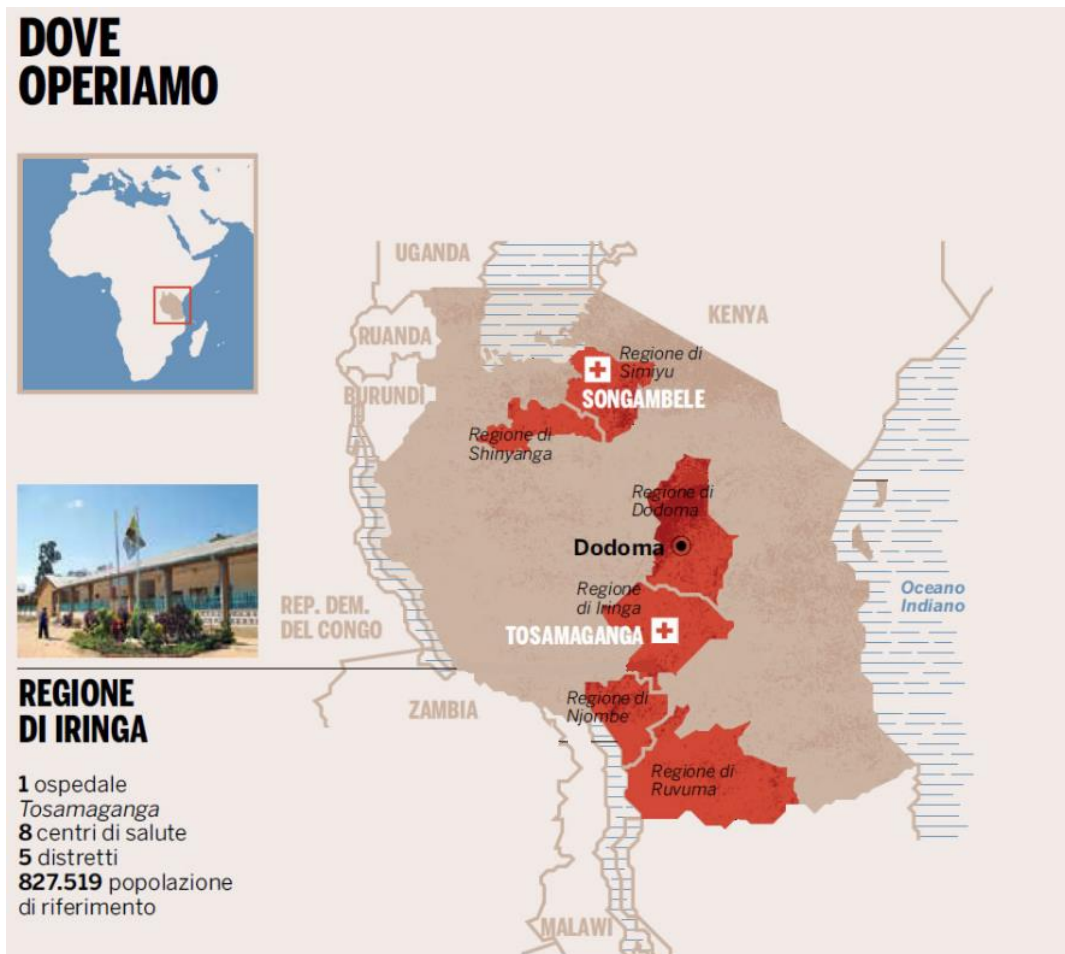 DOVE
OPERIAMO
UGANDA
KENYA
RUANDA
Regione di
Simiyu
BURUNDI
SONGAMBELE
Regione di
Shinyanga
Regione di
Dodoma
Dodoma
Regione
di Iringa
Oceano
Indiano
REP. DEM.
DEL CONGO
TOSAMAGANGA
ZAMBIA
Regione di
Njombe
Regione di
Ruvuma
MALAWI
REGIONE
DI IRINGA
1 ospedale
Tosamaganga
8 centri di salute
5 distretti
827.519 popolazione
di riferimento